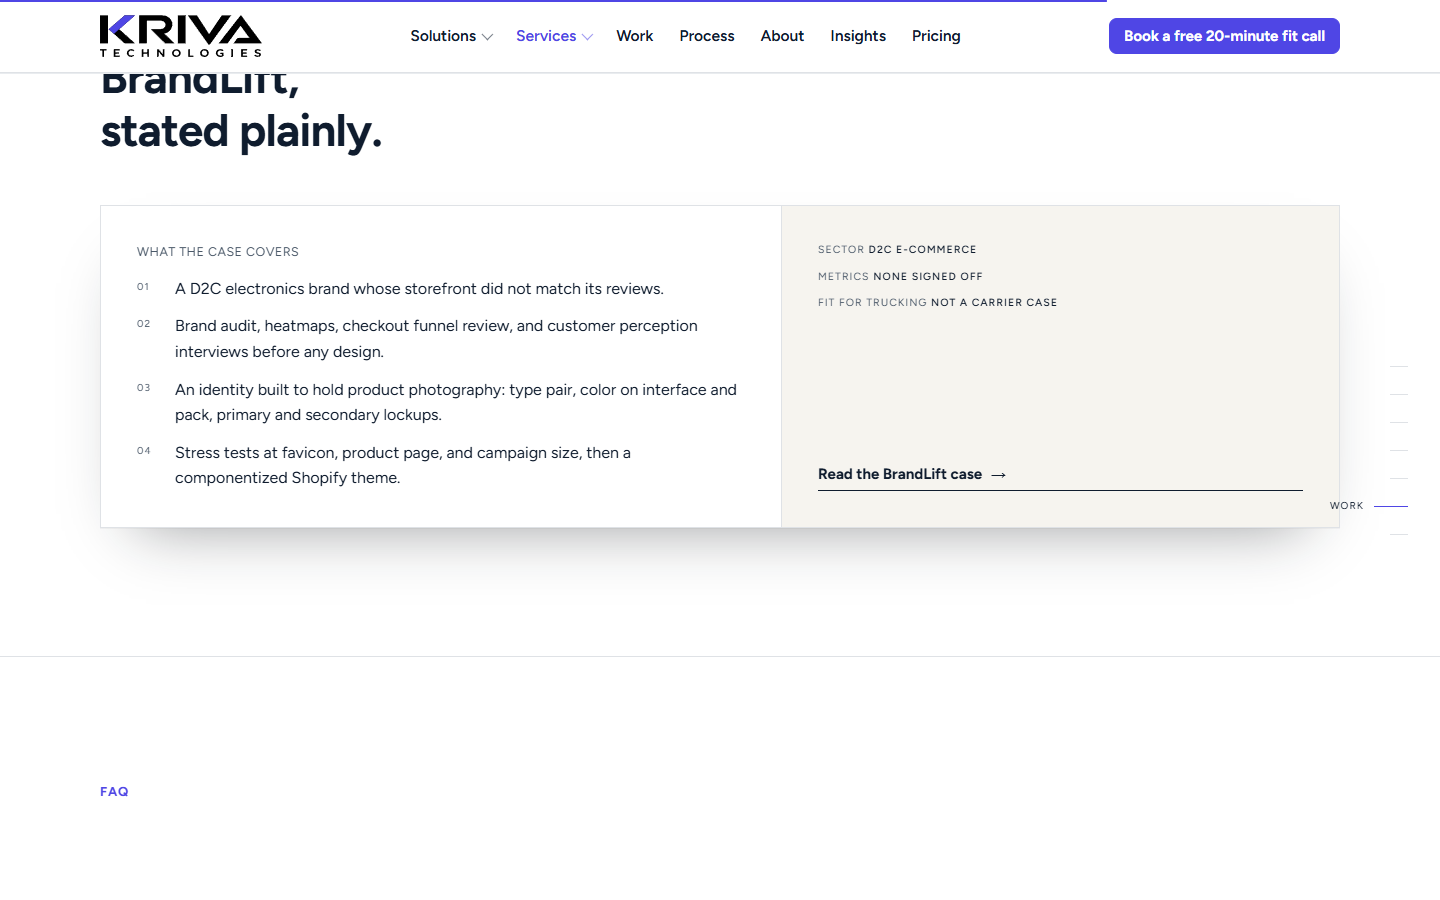 KRIVA
TECHNOLOGIES
Solutions
Services
Work
Process
About
Insights
Pricing
Book a free 20-minute fit call
BrandLift,
stated plainly.
WHAT THE CASE COVERS
01 A D2C electronics brand whose storefront did not match its reviews.
02 Brand audit, heatmaps, checkout funnel review, and customer perception
interviews before any design.
03 An identity built to hold product photography: type pair, color on interface and
pack, primary and secondary lockups.
04 Stress tests at favicon, product page, and campaign size, then a
componentized Shopify theme.
SECTOR D2C E-COMMERCE
METRICS NONE SIGNED OFF
FIT FOR TRUCKING NOT A CARRIER CASE
Read the BrandLift case →
WORK
FAQ